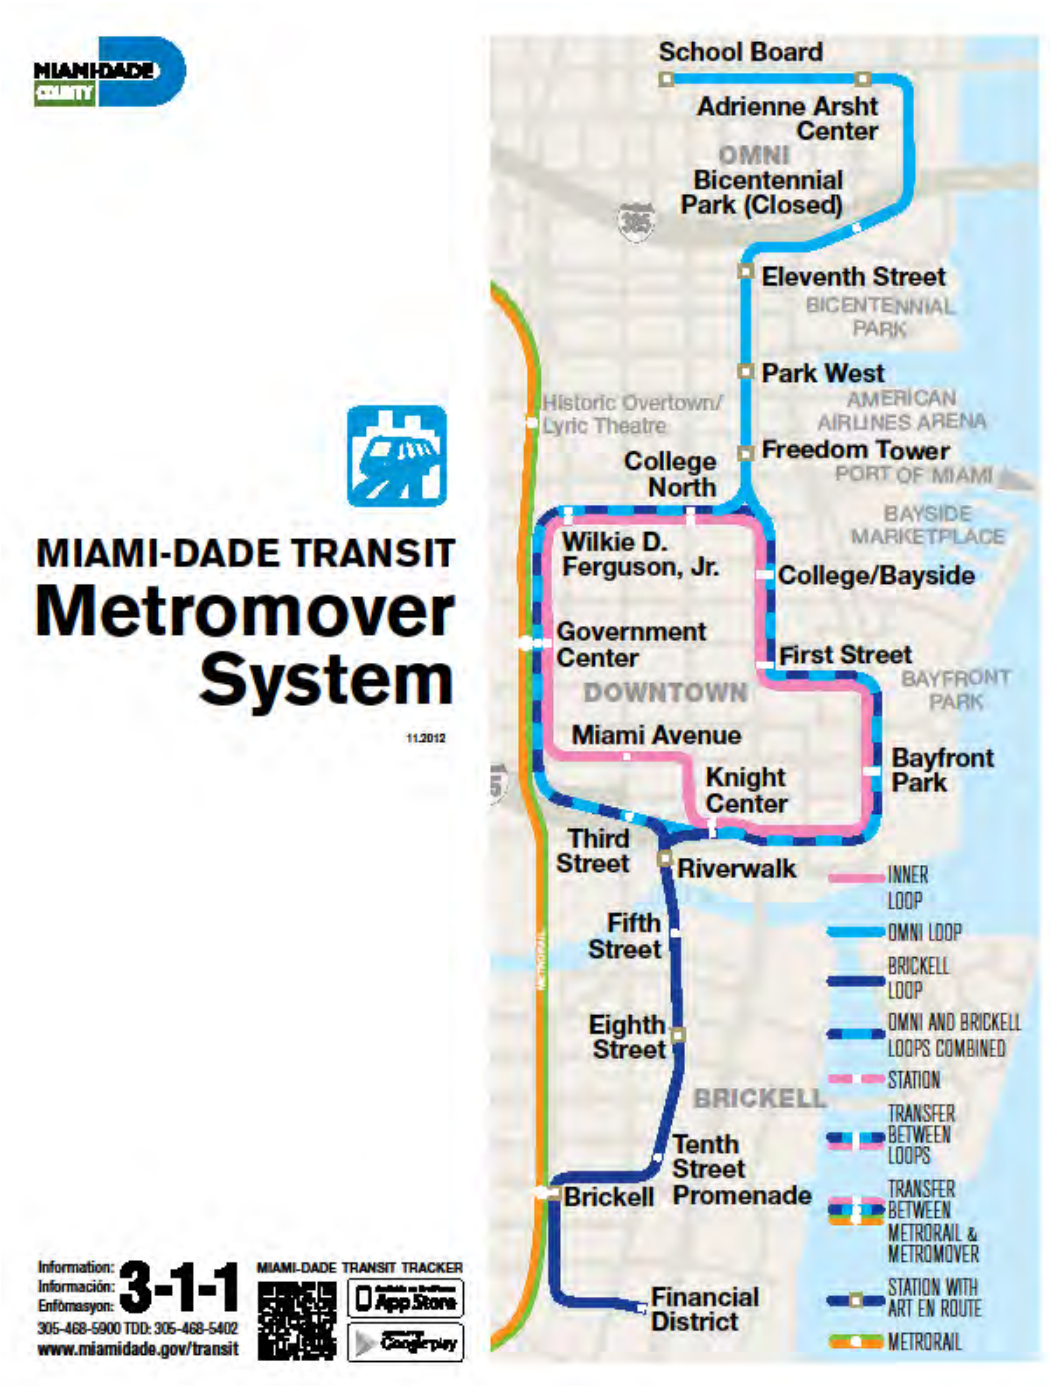 MIAMI-DADE
COUNTY
MIAMI-DADE TRANSIT
Metromover
System
11.2012
Information:
Información:
Enfòmasyon:
3-1-1
305-468-5900 TDD: 305-468-5402
www.miamidade.gov/transit
MIAMI-DADE TRANSIT TRACKER
App Store
Google play
School Board
Adrienne Arsht
Center
OMNI
Bicentennial
Park (Closed)
395
Eleventh Street
BICENTENNIAL
PARK
Park West
AMERICAN
AIRLINES ARENA
Historic Overtown/
Lyric Theatre
Freedom Tower
PORT OF MIAMI
College
North
BAYSIDE
MARKETPLACE
Wilkie D.
Ferguson, Jr.
College/Bayside
Government
Center
First Street
BAYFRONT
PARK
DOWNTOWN
Miami Avenue
Bayfront
Park
Knight
Center
Third
Street
Riverwalk
Fifth
Street
METRORAIL
Eighth
Street
BRICKELL
Tenth
Street
Promenade
Brickell
Financial
District
INNER
LOOP
OMNI LOOP
BRICKELL
LOOP
OMNI AND BRICKELL
LOOPS COMBINED
STATION
TRANSFER
BETWEEN
LOOPS
TRANSFER
BETWEEN
METRORAIL &
METROMOVER
STATION WITH
ART EN ROUTE
METRORAIL